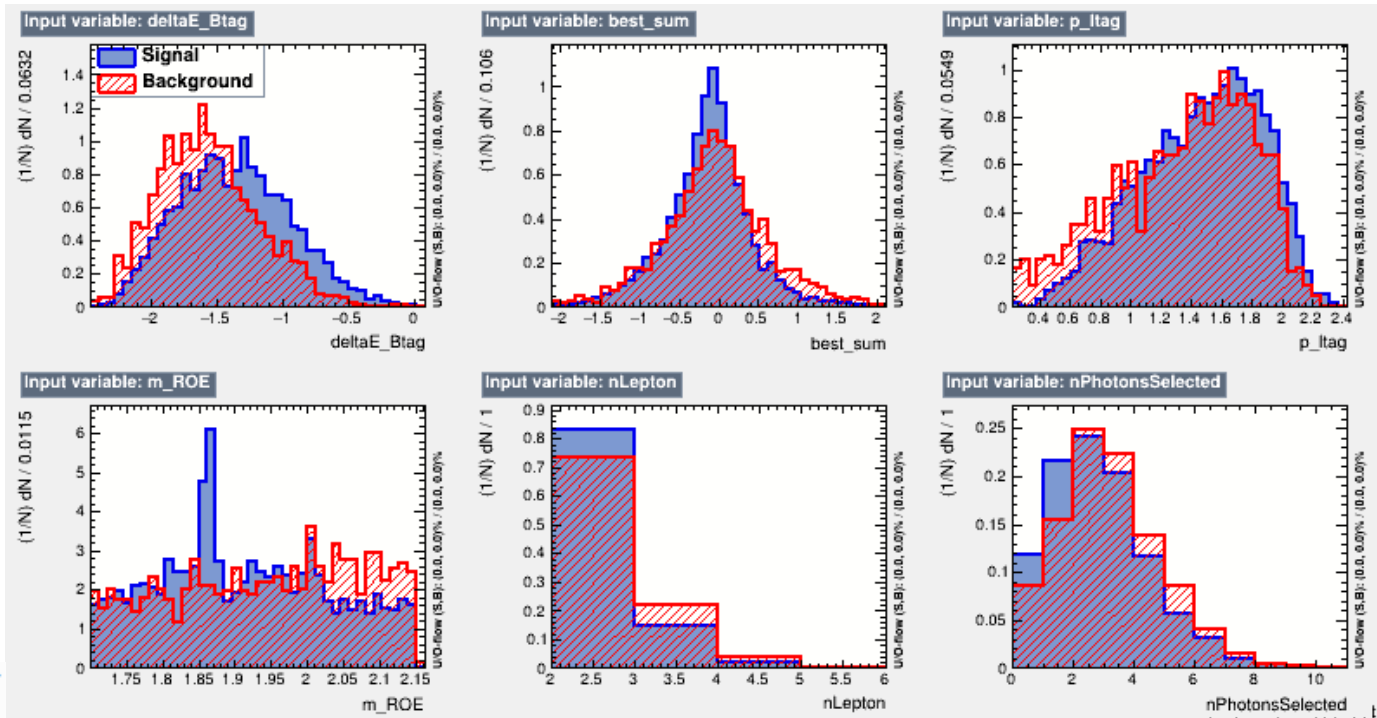 Input variable: deltaE_Btag
(1/N) dN / 0.0632
1.4
1.2
1
0.8
0.6
0.4
0.2
0
Signal
Background
−2 −1.5 −1 −0.5 0
deltaE_Btag
U/O-flow (S,B): (0.0, 0.0)% / (0.0, 0.0)%
Input variable: best_sum
(1/N) dN / 0.106
1
0.8
0.6
0.4
0.2
0
−2 −1.5 −1 −0.5 0 0.5 1 1.5 2
best_sum
U/O-flow (S,B): (0.0, 0.0)% / (0.0, 0.0)%
Input variable: p_ltag
(1/N) dN / 0.0549
1
0.8
0.6
0.4
0.2
0
0.4 0.6 0.8 1 1.2 1.4 1.6 1.8 2 2.2 2.4
p_ltag
U/O-flow (S,B): (0.0, 0.0)% / (0.0, 0.0)%
Input variable: m_ROE
(1/N) dN / 0.0115
6
5
4
3
2
1
0
1.75 1.8 1.85 1.9 1.95 2 2.05 2.1 2.15
m_ROE
U/O-flow (S,B): (0.0, 0.0)% / (0.0, 0.0)%
Input variable: nLepton
(1/N) dN / 1
0.9
0.8
0.7
0.6
0.5
0.4
0.3
0.2
0.1
0
2 2.5 3 3.5 4 4.5 5 5.5 6
nLepton
U/O-flow (S,B): (0.0, 0.0)% / (0.0, 0.0)%
Input variable: nPhotonsSelected
(1/N) dN / 1
0.25
0.2
0.15
0.1
0.05
0
0 2 4 6 8 10
nPhotonsSelected
U/O-flow (S,B): (0.0, 0.0)% / (0.0, 0.0)%